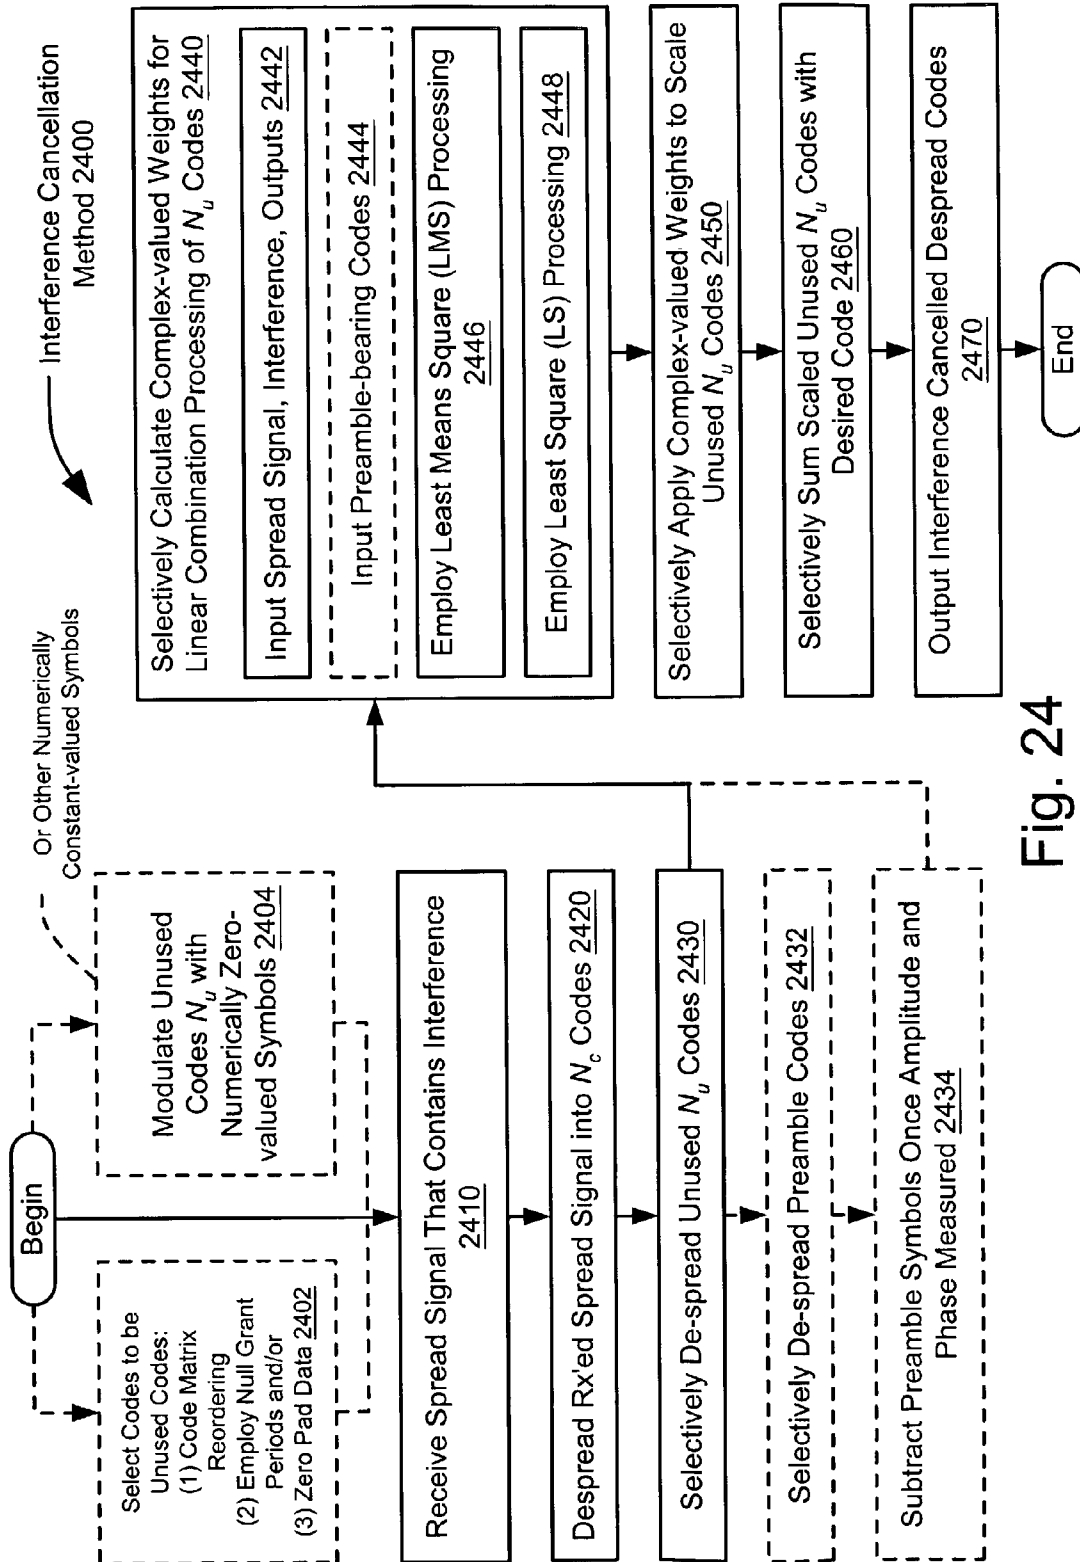 Interference Cancellation
Method 2400
Begin
Or Other Numerically
Constant-valued Symbols
Select Codes to be
Unused Codes:
(1) Code Matrix
Reordering
(2) Employ Null Grant
Periods and/or
(3) Zero Pad Data 2402
Modulate Unused
Codes Nu with
Numerically Zero-
valued Symbols 2404
Receive Spread Signal That Contains Interference
2410
Despread Rx'ed Spread Signal into Nc Codes 2420
Selectively De-spread Unused Nu Codes 2430
Selectively De-spread Preamble Codes 2432
Subtract Preamble Symbols Once Amplitude and
Phase Measured 2434
Selectively Calculate Complex-valued Weights for
Linear Combination Processing of Nu Codes 2440
Input Spread Signal, Interference, Outputs 2442
Input Preamble-bearing Codes 2444
Employ Least Means Square (LMS) Processing
2446
Employ Least Square (LS) Processing 2448
Selectively Apply Complex-valued Weights to Scale
Unused Nu Codes 2450
Selectively Sum Scaled Unused Nu Codes with
Desired Code 2460
Output Interference Cancelled Despread Codes
2470
End
Fig. 24